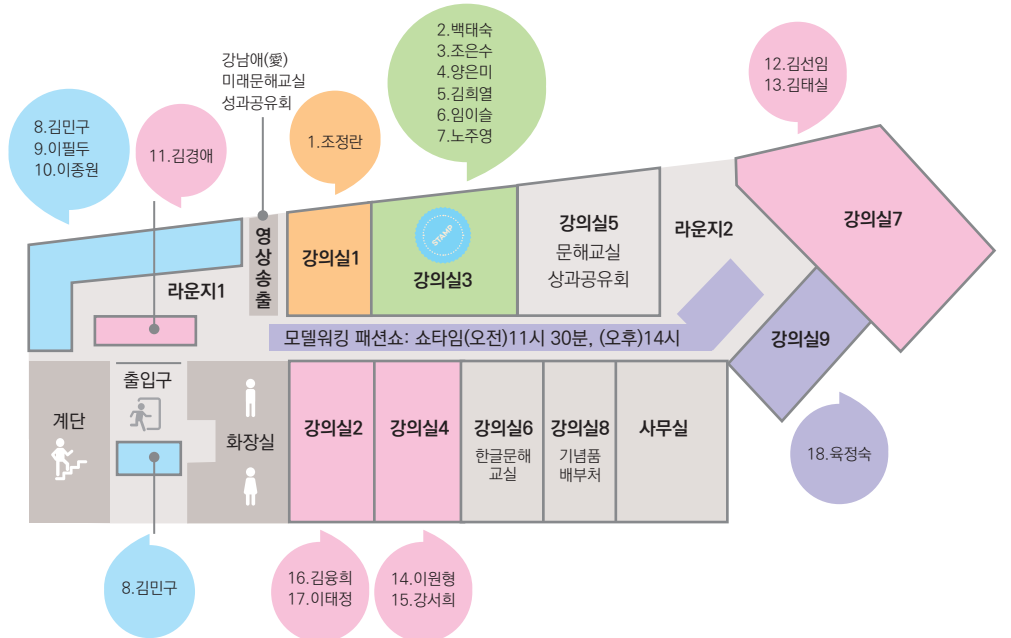 2.백태숙
3.조은수
4.양은미
5.김희열
6.임이슬
7.노주영
강남애(愛)
미래문해교실
성과공유회
12.김선임
13.김태실
8.김민구
9.이필두
10.이종원
11.김경애
1.조정란
영상송출
강의실1
STAMP
강의실3
강의실5
문해교실
상과공유회
라운지2
강의실7
라운지1
모델워킹 패션쇼: 쇼타임(오전)11시 30분, (오후)14시
강의실9
출입구
계단
화장실
강의실2
강의실4
강의실6
한글문해
교실
강의실8
기념품
배부처
사무실
18.육정숙
8.김민구
16.김융희
17.이태정
14.이원형
15.강서희